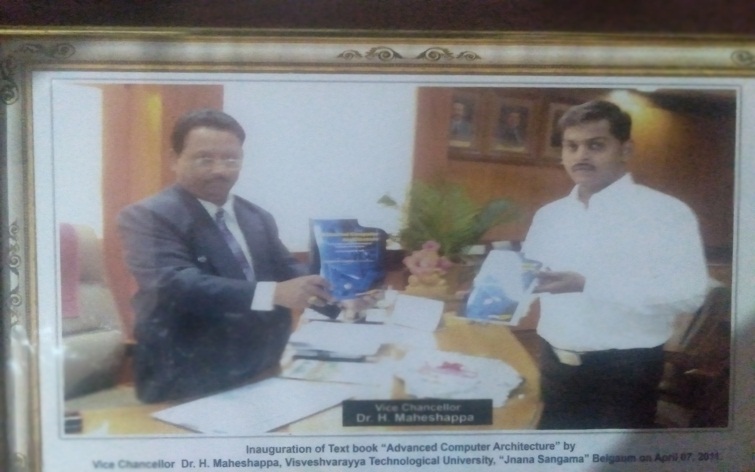 Vice Chancellor
Dr. H. Maheshappa
Inauguration of Text book "Advanced Computer Architecture" by
Vice Chancellor Dr. H. Maheshappa, Visveshvarayya Technological University, "Jnana Sangama" Belgaum on April 07, 2011.